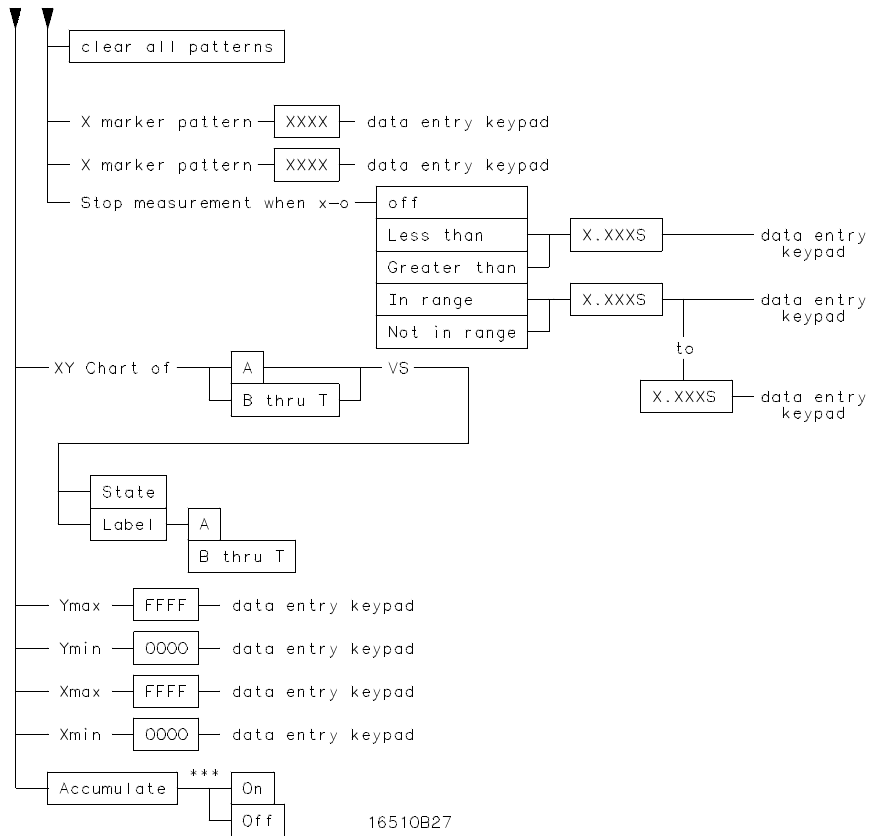 clear all patterns
X marker pattern XXXX data entry keypad
X marker pattern XXXX data entry keypad
Stop measurement when x-o off
Less than X.XXXS data entry keypad
Greater than
In range X.XXXS data entry keypad
Not in range
to
X.XXXS data entry keypad
XY Chart of A VS
B thru T
State
Label A
B thru T
Ymax FFFF data entry keypad
Ymin 0000 data entry keypad
Xmax FFFF data entry keypad
Xmin 0000 data entry keypad
Accumulate *** On
Off
16510B27